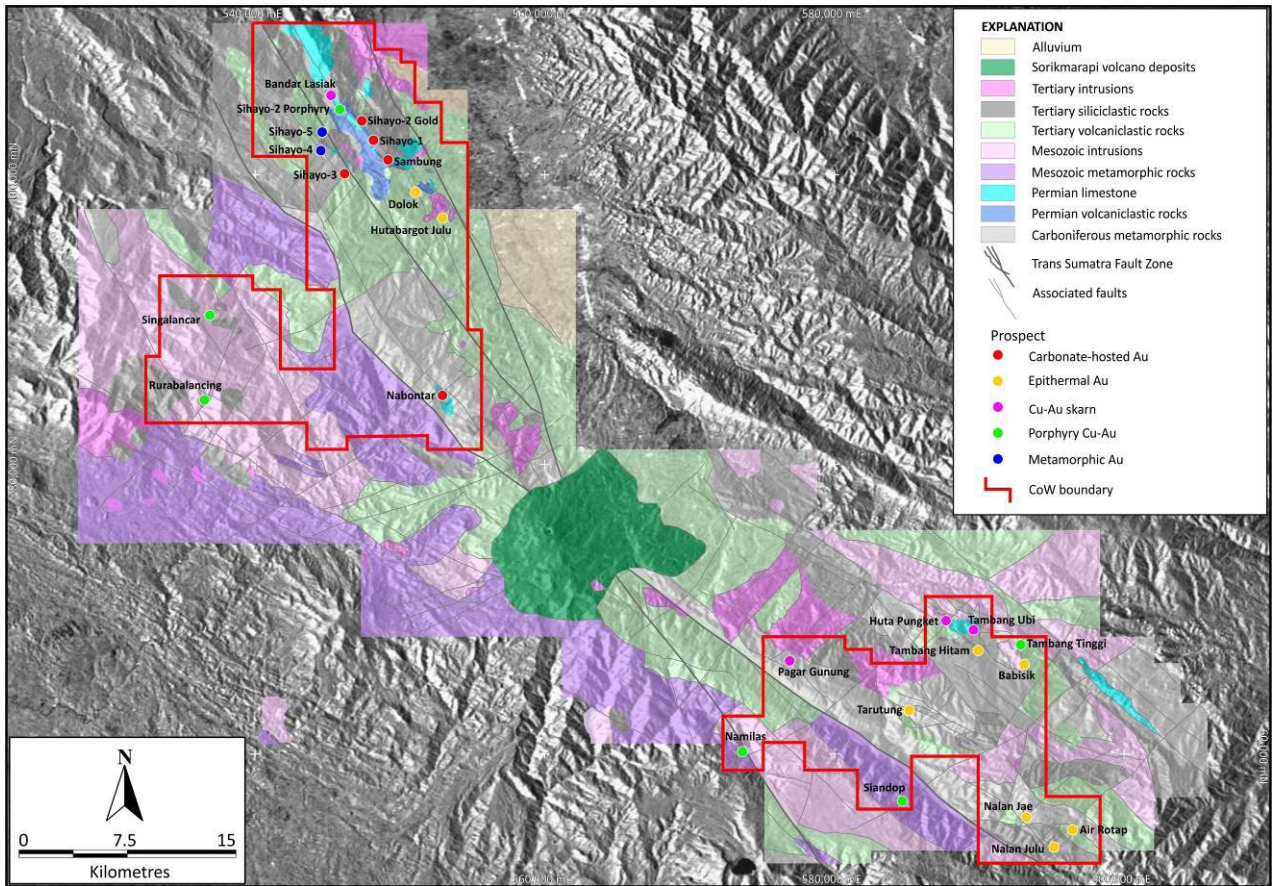 540,000 mE
560,000 mE
580,000 mE
EXPLANATION
Alluvium
Sorikmarapi volcano deposits
Tertiary intrusions
Tertiary siliciclastic rocks
Tertiary volcaniclastic rocks
Mesozoic intrusions
Mesozoic metamorphic rocks
Permian limestone
Permian volcaniclastic rocks
Carboniferous metamorphic rocks
Trans Sumatra Fault Zone
Associated faults
Prospect
Carbonate-hosted Au
Epithermal Au
Cu-Au skarn
Porphyry Cu-Au
Metamorphic Au
CoW boundary
Bandar Lasiak
Sihayo-2 Porphyry
Sihayo-2 Gold
Sihayo-5
Sihayo-1
Sihayo-4
Sambung
Sihayo-3
Dolok
Hutabargot Julu
Singalancar
Rurabalancing
Nabontar
Huta Pungket
Tambang Ubi
Tambang Hitam
Tambang Tinggi
Pagar Gunung
Babisik
Tarutung
Namilas
Siandop
Nalan Jae
Air Rotap
Nalan Julu
N
0 7.5 15
Kilometres
580,000 mE